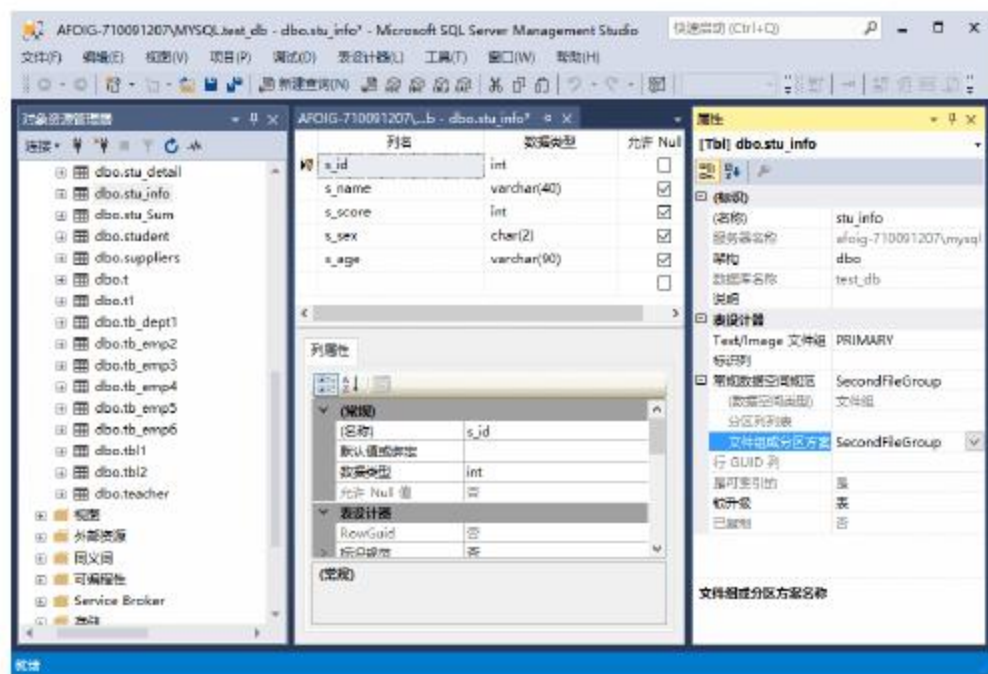 AFOIG-710091207\MYSQL.test_db - dbo.stu_info* - Microsoft SQL Server Management Studio
快速启动 (Ctrl+Q)
文件(F) 编辑(E) 视图(V) 项目(P) 调试(D) 表设计器(L) 工具(T) 窗口(W) 帮助(H)
新建查询(N)
对象资源管理器
连接
dbo.stu_detail
dbo.stu_info
dbo.stu_Sum
dbo.student
dbo.suppliers
dbo.t
dbo.t1
dbo.tb_dept1
dbo.tb_emp2
dbo.tb_emp3
dbo.tb_emp4
dbo.tb_emp5
dbo.tb_emp6
dbo.tbl1
dbo.tbl2
dbo.teacher
视图
外部资源
同义词
可编程性
Service Broker
存储
AFOIG-710091207\...b - dbo.stu_info*
列名 数据类型 允许 Null
s_id int
s_name varchar(40)
s_score int
s_sex char(2)
s_age varchar(90)
列属性
(常规)
(名称) s_id
默认值或绑定
数据类型 int
允许 Null 值 否
表设计器
RowGuid 否
标识规范 否
(常规)
属性
[Tbl] dbo.stu_info
(标识)
(名称) stu_info
服务器名称 afoig-710091207\mysql
架构 dbo
数据库名称 test_db
说明
表设计器
Text/Image 文件组 PRIMARY
标识列
常规数据空间规范 SecondFileGroup
(数据空间类型) 文件组
分区列列表
文件组或分区方案 SecondFileGroup
行 GUID 列
是可索引的 是
锁升级 表
已复制 否
文件组或分区方案名称
就绪